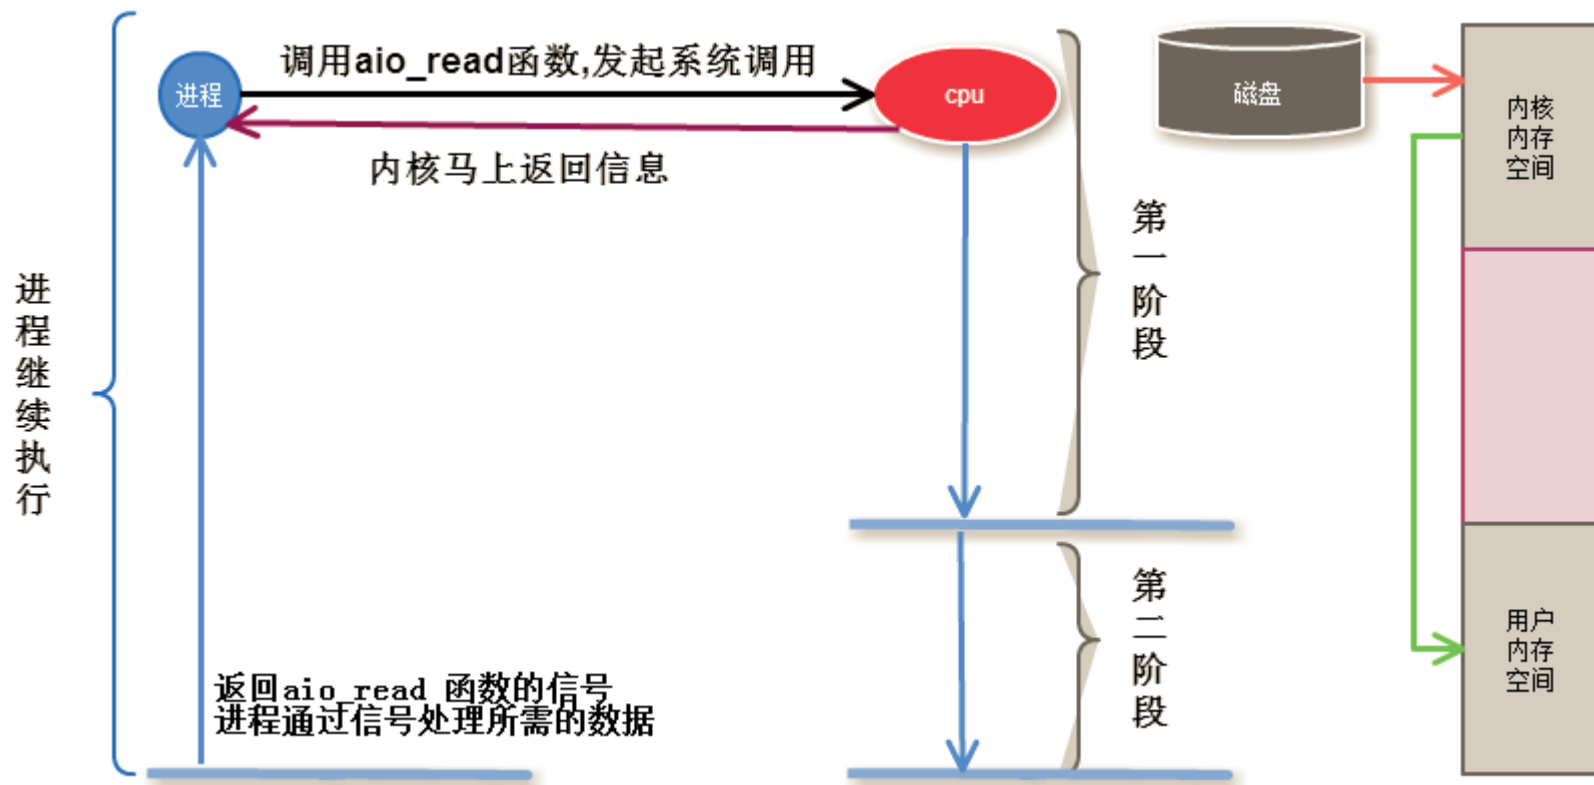 调用aio_read函数,发起系统调用
进程
cpu
磁盘
内核
内存
空间
内核马上返回信息
第一阶段
进程继续执行
第二阶段
用户
内存
空间
返回aio_read 函数的信号
进程通过信号处理所需的数据